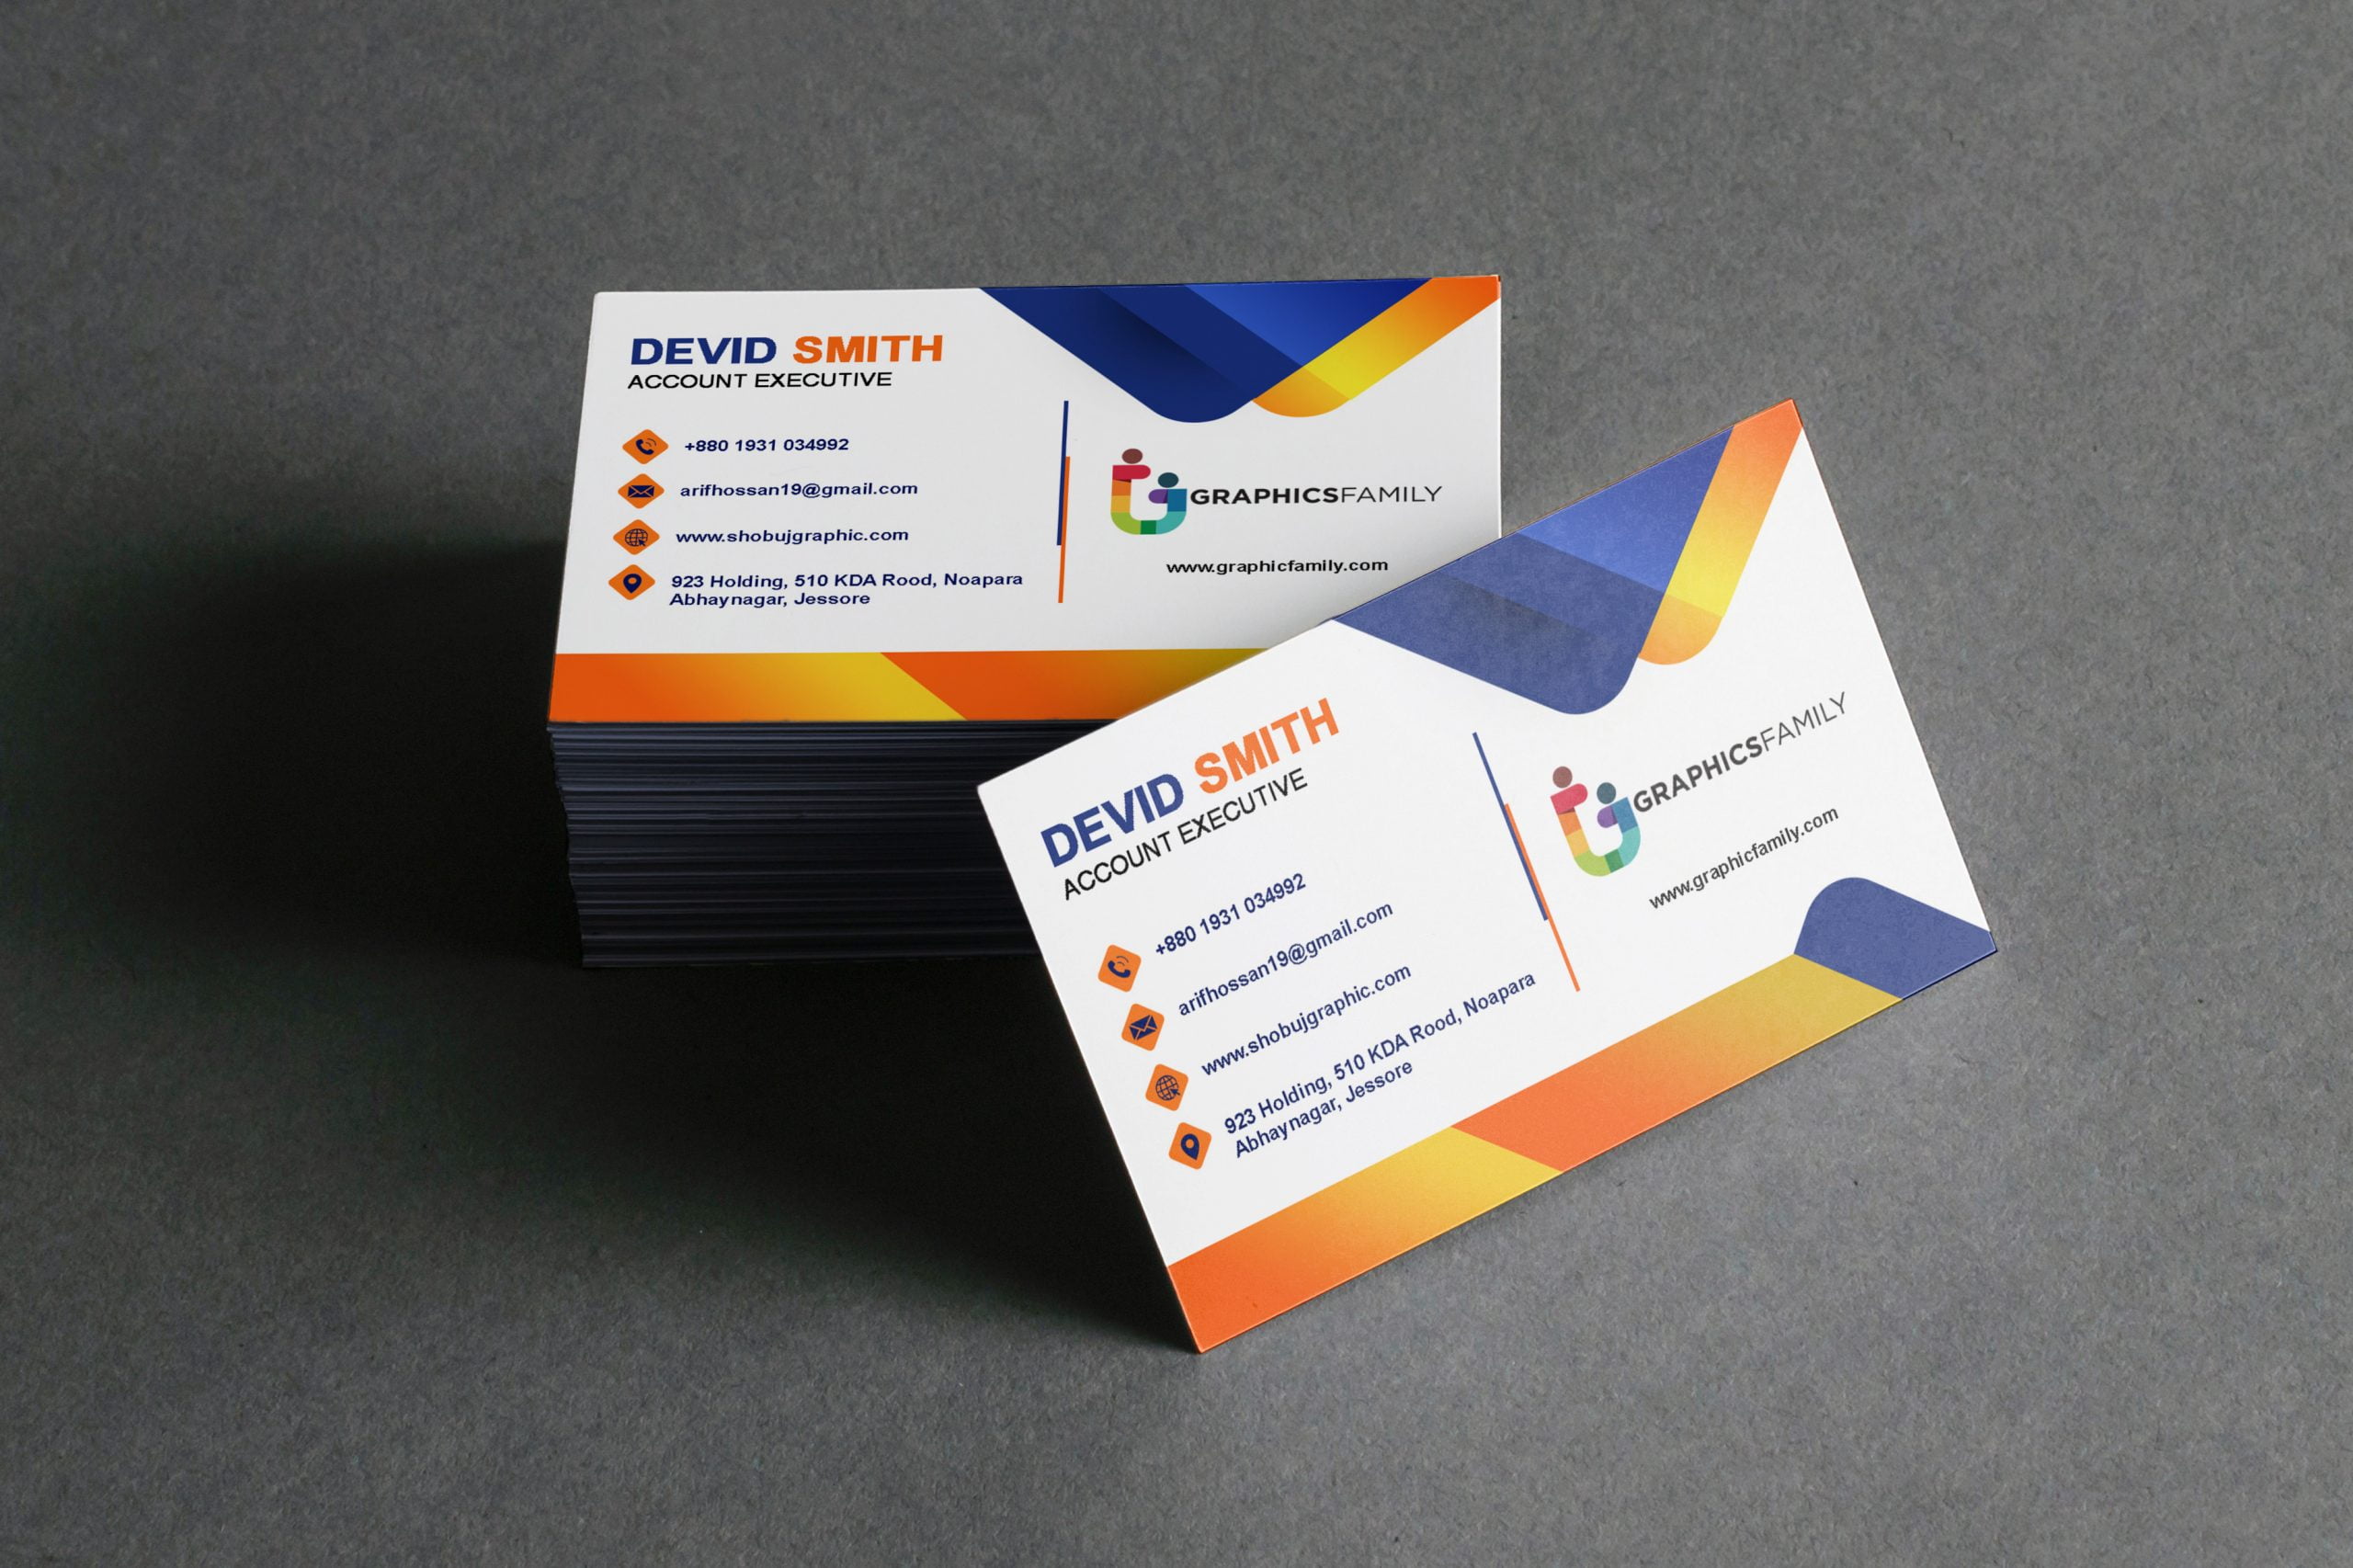 DEVID SMITH
ACCOUNT EXECUTIVE
+880 1931 034992
arifhossan19@gmail.com
www.shobujgraphic.com
923 Holding, 510 KDA Rood, Noapara
Abhaynagar, Jessore
GRAPHICSFAMILY
www.graphicfamily.com
DEVID SMITH
ACCOUNT EXECUTIVE
+880 1931 034992
arifhossan19@gmail.com
www.shobujgraphic.com
923 Holding, 510 KDA Rood, Noapara
Abhaynagar, Jessore
GRAPHICSFAMILY
www.graphicfamily.com